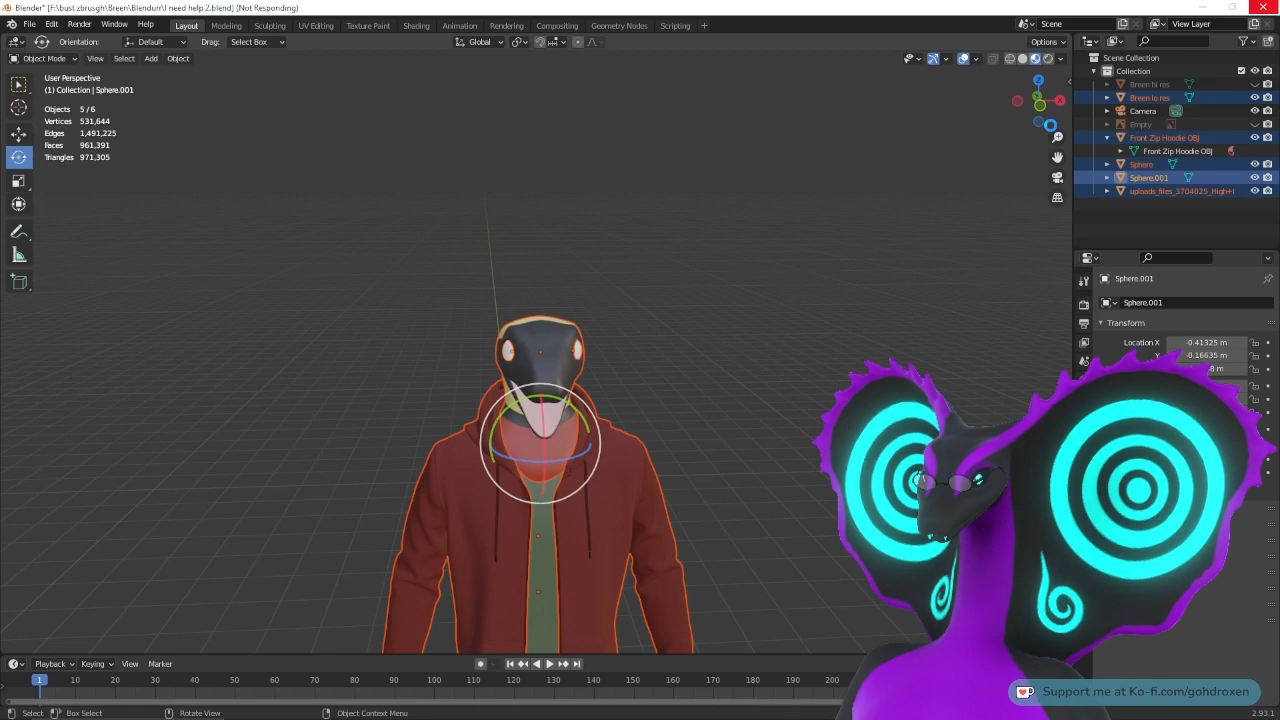 Blender* [F:\bust zbrusgh\Breen\Blendun\I need help 2.blend] (Not Responding)
File Edit Render Window Help Layout Modeling Sculpting UV Editing Texture Paint Shading Animation Rendering Compositing Geometry Nodes Scripting + Scene View Layer
Orientation: Default Drag: Select Box Global Options
Object Mode View Select Add Object
User Perspective
(1) Collection | Sphere.001
Objects 5 / 6
Vertices 531,644
Edges 1,491,225
Faces 961,391
Triangles 971,305
Z
X
Y
Scene Collection
Collection
Breen hi res
Breen lo res
Camera
Empty
Front Zip Hoodie OBJ
Front Zip Hoodie OBJ
Sphere
Sphere.001
uploads_files_3704025_High+l
Sphere.001
Sphere.001
Transform
Location X -0.41325 m
Y -0.16635 m
8 m
Playback Keying View Marker
1 10 20 30 40 50 60 70 80 90 100 110 120 130 140 150 160 170 180 190 200
Select Box Select Rotate View Object Context Menu
Support me at Ko-fi.com/gohdroxen
2.93.1